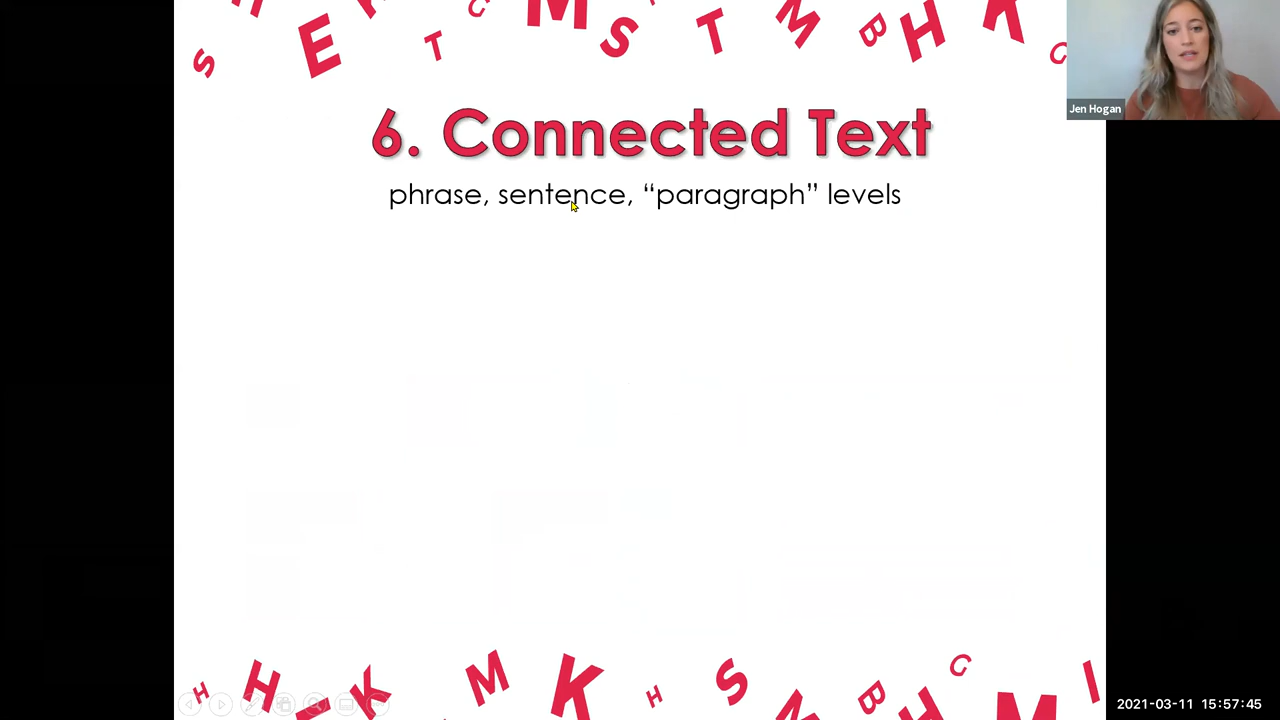 S E K T G M S H T M B H K G
Jen Hogan
6. Connected Text
phrase, sentence, “paragraph” levels
H H E K M K H S M B H G M I
2021-03-11 15:57:45